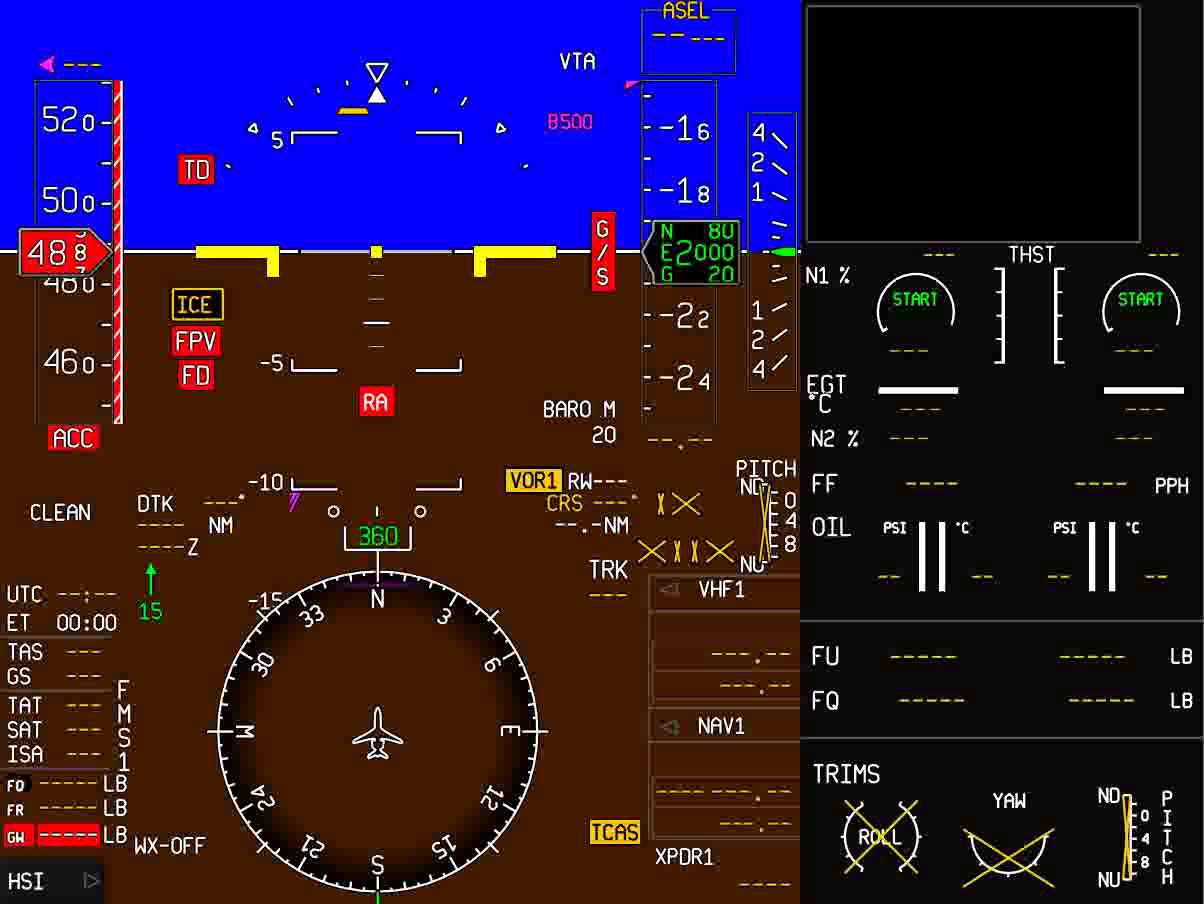 ASEL
-- ---
---
VTA
520
-16
4
2
1
B500
5
TD
500
-18
48 8
G/S
N 80
E 2000
G 20
THST
--- ---
N1 %
START START
480
ICE
FPV
FD
-22
1
2
4
--- ---
460
-5
-24
EGT
°C
--- ---
RA
BARO M
20
--.--
N2 %
--- ---
ACC
-10
VOR1 RW---
PITCH
ND
0
4
8
NU
FF
---- ----
PPH
CLEAN
DTK
---°
CRS ---°
----
NM
--.-NM
OIL
PSI °C PSI °C
360
----Z
TRK
---
-- -- -- --
VHF1
UTC --:--
15
-15
ET 00:00
N
33 3
TAS ---
GS ---
30 6
---.--
---.--
FU ----- ----- LB
TAT ---
SAT ---
ISA ---
FMS1
FQ ----- ----- LB
NAV1
W E
TRIMS
FQ -----LB
FR -----LB
GW -----LB
24 12
---.--
---.--
YAW
ROLL
ND
0
4
8
NU
PITCH
TCAS
WX-OFF
21 15
S
XPDR1
----
HSI